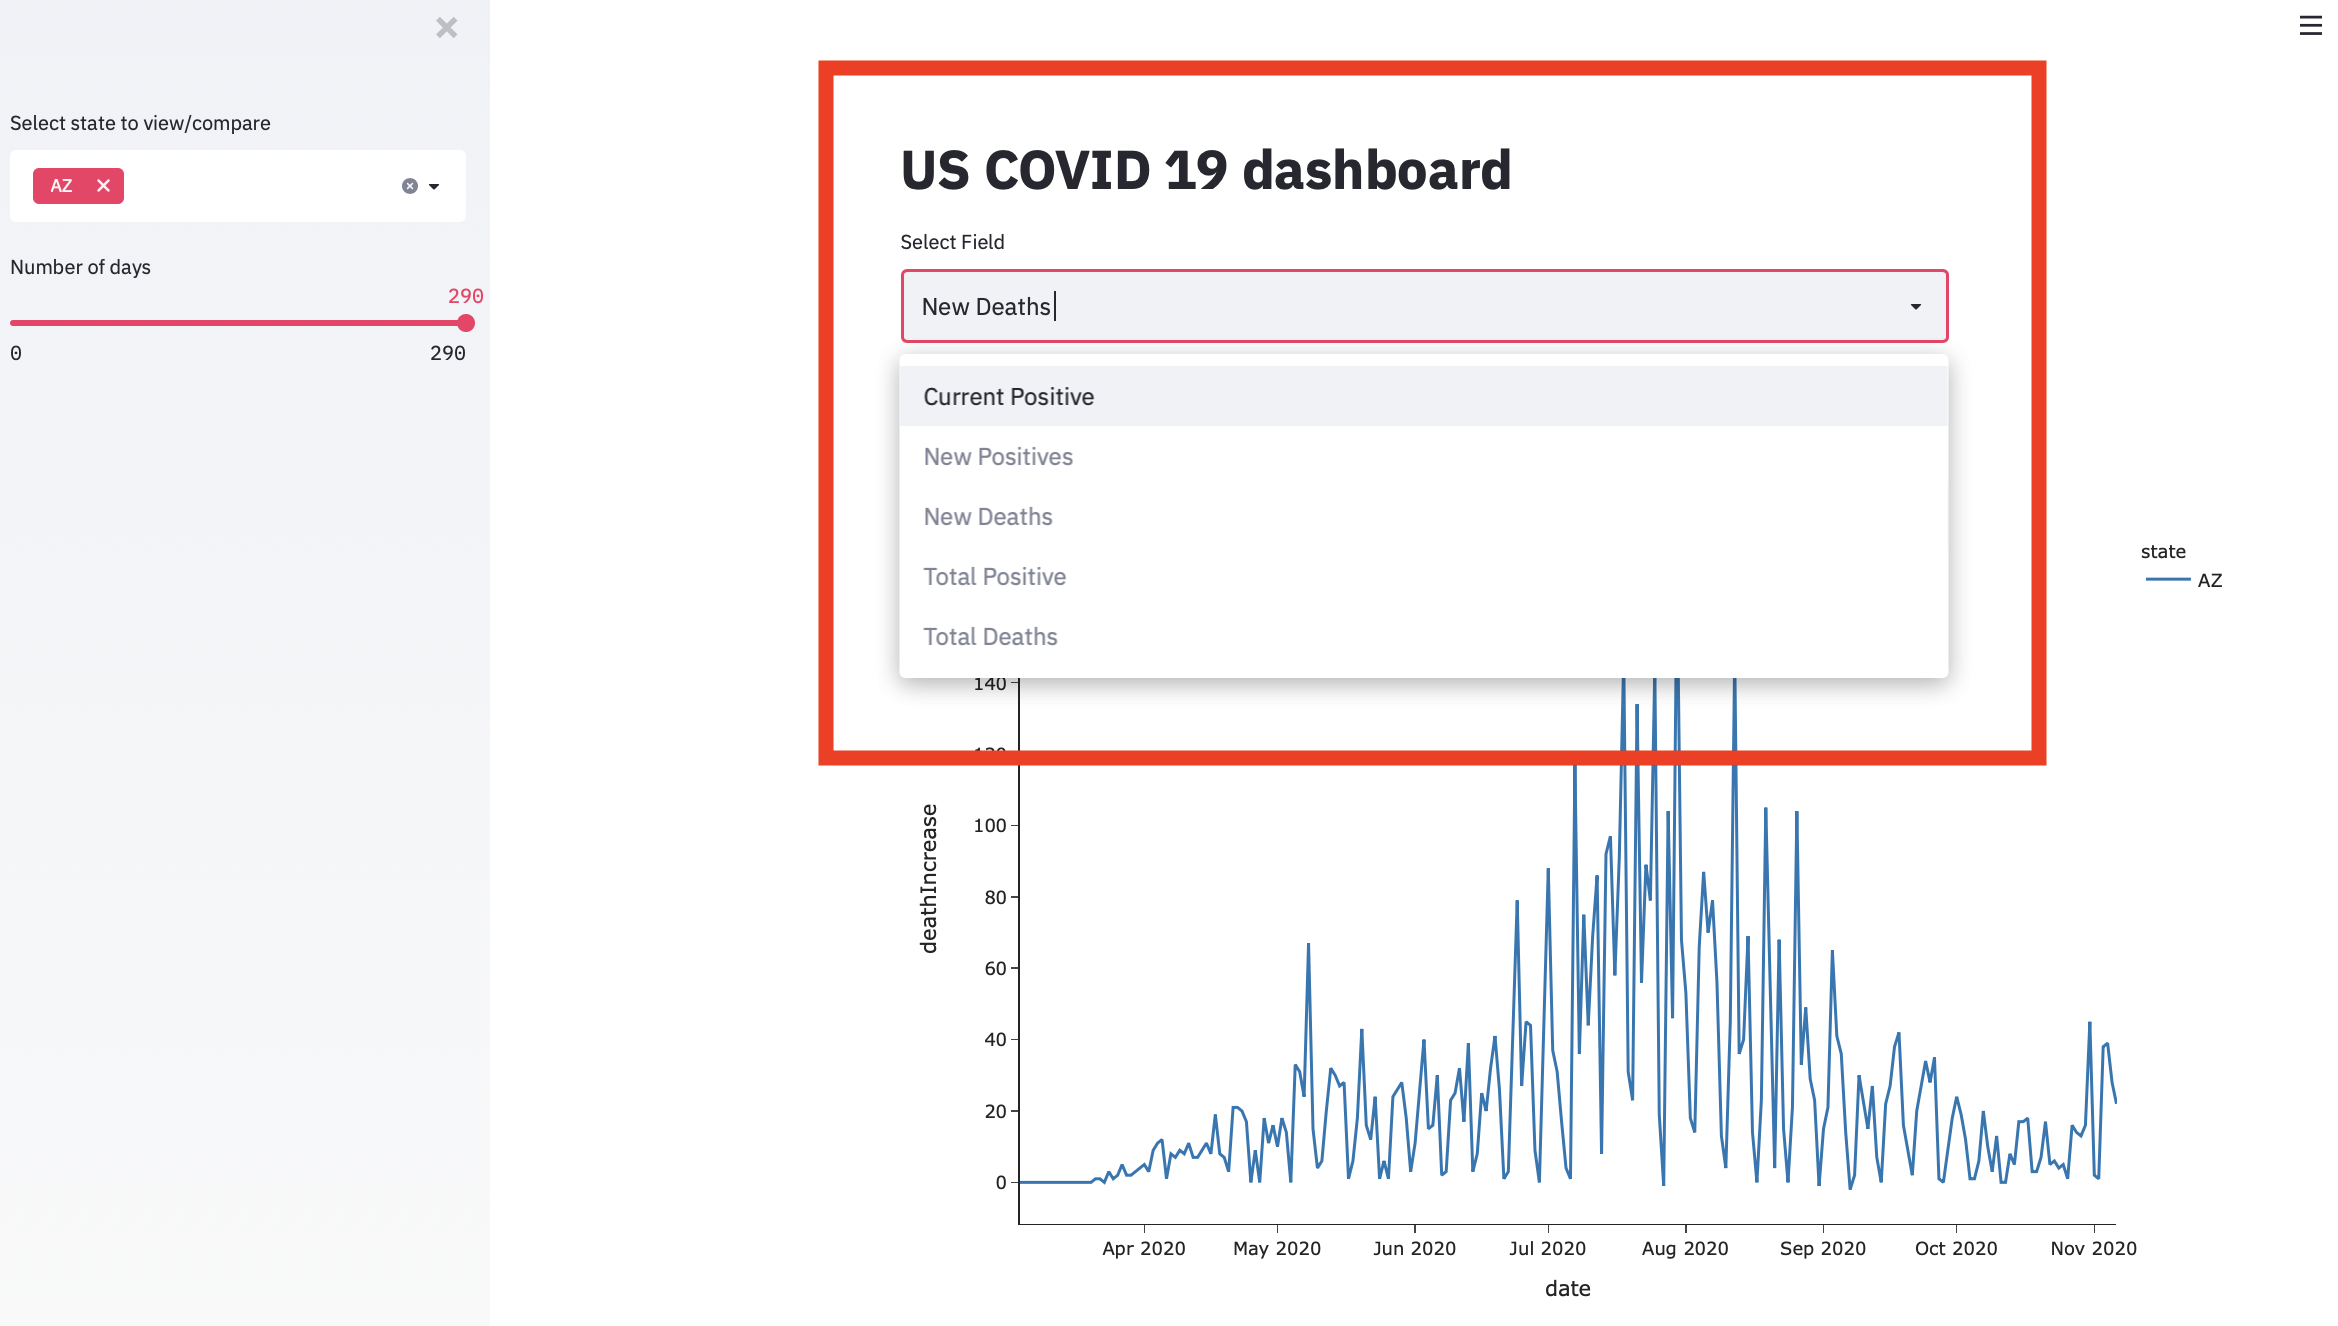 Select state to view/compare
AZ
Number of days
290
0 290
US COVID 19 dashboard
Select Field
New Deaths
Current Positive
New Positives
New Deaths
Total Positive
Total Deaths
state
AZ
140
100
80
60
40
20
0
deathIncrease
Apr 2020 May 2020 Jun 2020 Jul 2020 Aug 2020 Sep 2020 Oct 2020 Nov 2020
date